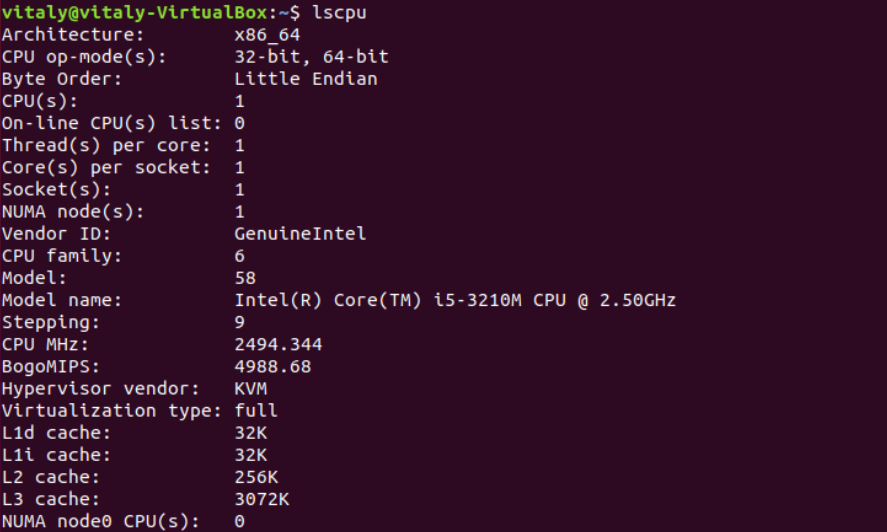 vitaly@vitaly-VirtualBox:~$ lscpu
Architecture: x86_64
CPU op-mode(s): 32-bit, 64-bit
Byte Order: Little Endian
CPU(s): 1
On-line CPU(s) list: 0
Thread(s) per core: 1
Core(s) per socket: 1
Socket(s): 1
NUMA node(s): 1
Vendor ID: GenuineIntel
CPU family: 6
Model: 58
Model name: Intel(R) Core(TM) i5-3210M CPU @ 2.50GHz
Stepping: 9
CPU MHz: 2494.344
BogoMIPS: 4988.68
Hypervisor vendor: KVM
Virtualization type: full
L1d cache: 32K
L1i cache: 32K
L2 cache: 256K
L3 cache: 3072K
NUMA node0 CPU(s): 0